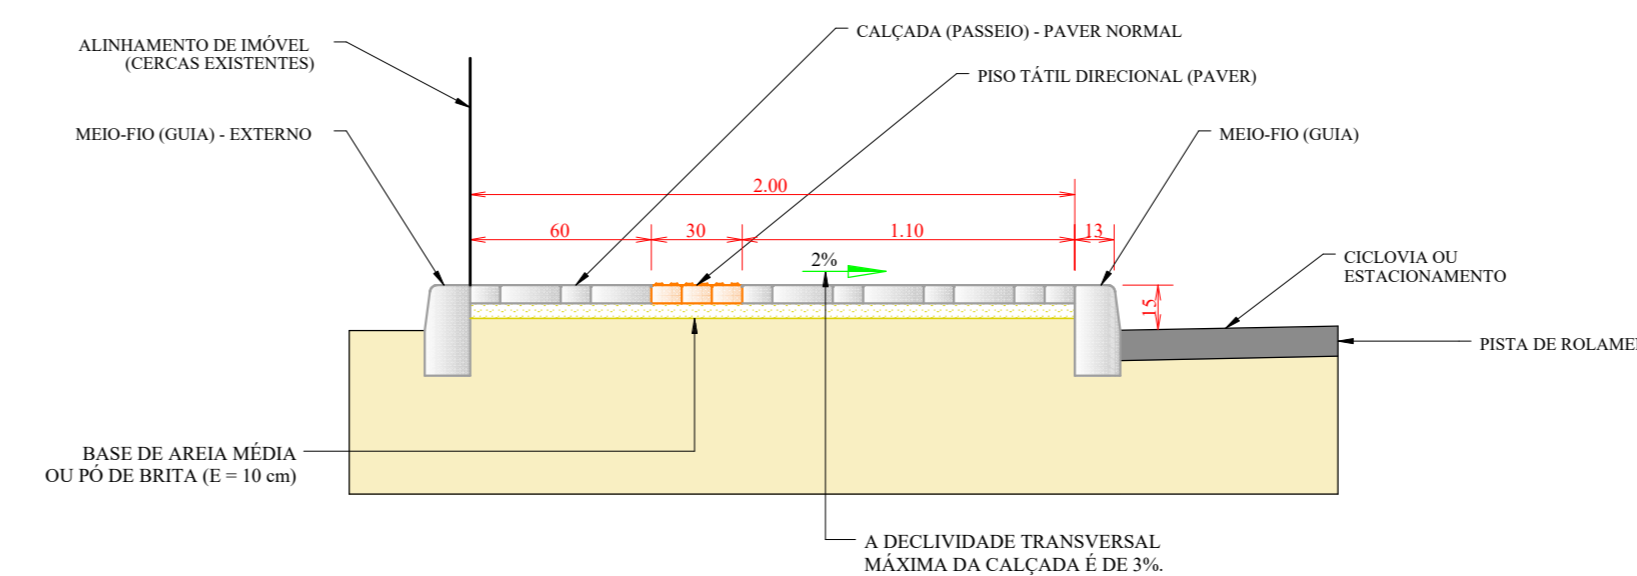 ALINHAMENTO DE IMÓVEL
(CERCAS EXISTENTES)
CALÇADA (PASSEIO) - PAVER NORMAL
PISO TÁTIL DIRECIONAL (PAVER)
MEIO-FIO (GUIA) - EXTERNO
MEIO-FIO (GUIA)
2.00
60
30
1.10
13
2%
CICLOVIA OU
ESTACIONAMENTO
15
PISTA DE ROLAME
BASE DE AREIA MÉDIA
OU PÓ DE BRITA (E = 10 cm)
A DECLIVIDADE TRANSVERSAL
MÁXIMA DA CALÇADA É DE 3%.